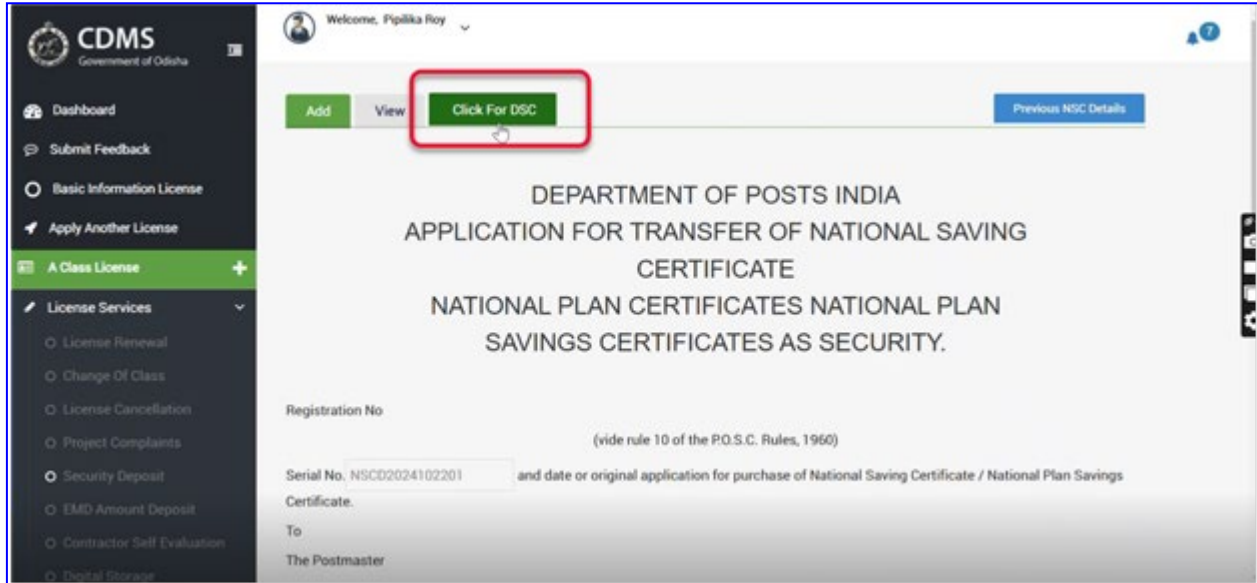 CDMS
Government of Odisha
Welcome, Pipilika Roy
7
Dashboard
Submit Feedback
Basic Information License
Apply Another License
A Class License
License Services
License Renewal
Change Of Class
License Cancellation
Project Complaints
Security Deposit
EMD Amount Deposit
Contractor Self Evaluation
Digital Storage
Add
View
Click For DSC
Previous NSC Details
DEPARTMENT OF POSTS INDIA
APPLICATION FOR TRANSFER OF NATIONAL SAVING
CERTIFICATE
NATIONAL PLAN CERTIFICATES NATIONAL PLAN
SAVINGS CERTIFICATES AS SECURITY.
Registration No
(vide rule 10 of the P.O.S.C. Rules, 1960)
Serial No. NSCD2024102201 and date or original application for purchase of National Saving Certificate / National Plan Savings
Certificate.
To
The Postmaster